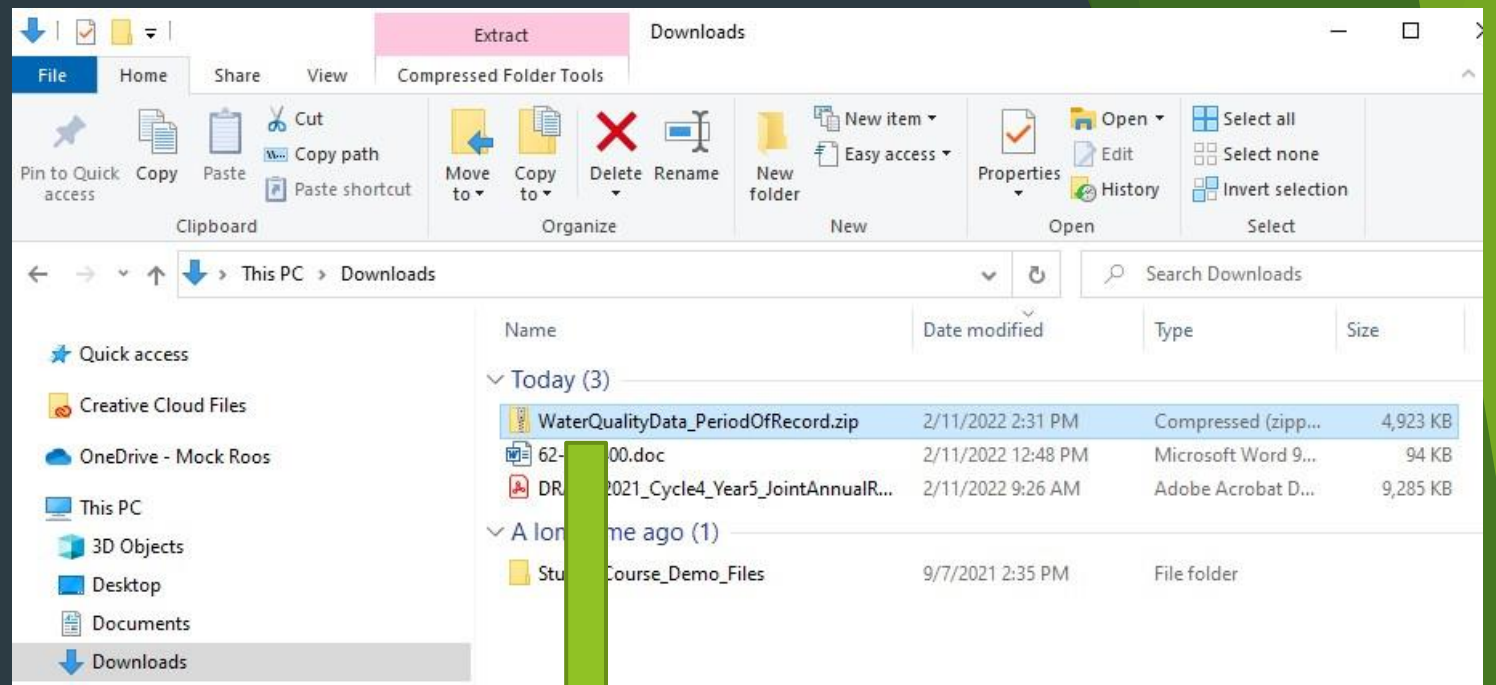 Extract Downloads
File Home Share View Compressed Folder Tools
Pin to Quick access
Copy
Paste
Cut
Copy path
Paste shortcut
Move to
Copy to
Delete
Rename
New folder
New item
Easy access
Properties
Open
Edit
History
Select all
Select none
Invert selection
Clipboard Organize New Open Select
This PC › Downloads
Search Downloads
Quick access
Creative Cloud Files
OneDrive - Mock Roos
This PC
3D Objects
Desktop
Documents
Downloads
Name Date modified Type Size
Today (3)
WaterQualityData_PeriodOfRecord.zip 2/11/2022 2:31 PM Compressed (zipp... 4,923 KB
62- 00.doc 2/11/2022 12:48 PM Microsoft Word 9... 94 KB
2021_Cycle4_Year5_JointAnnualR... 2/11/2022 9:26 AM Adobe Acrobat D... 9,285 KB
A ago (1)
Course_Demo_Files 9/7/2021 2:35 PM File folder